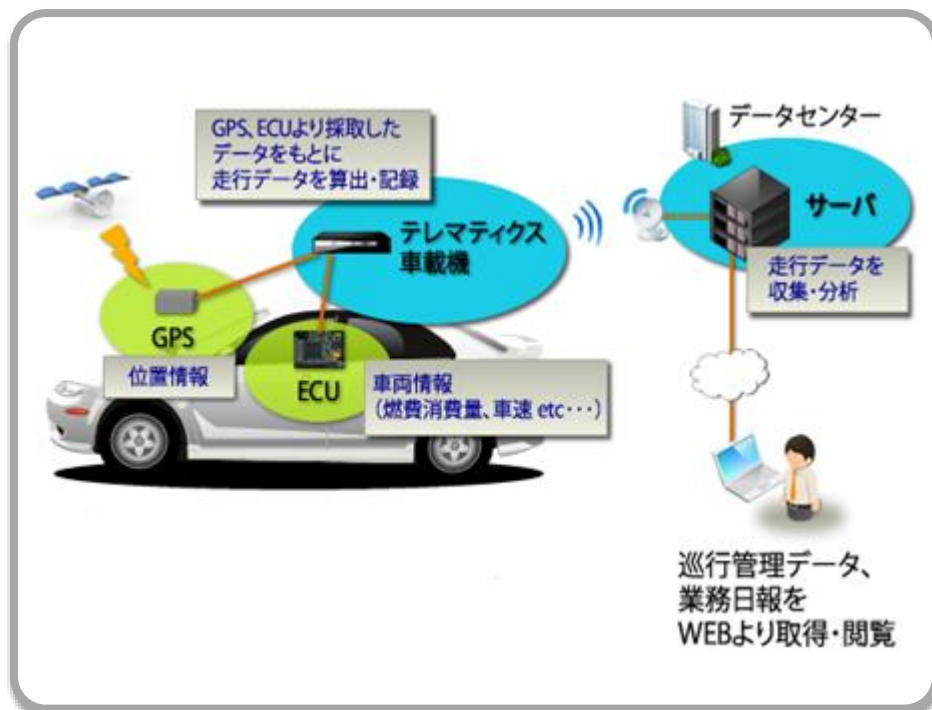 GPS、ECUより採取した
データをもとに
走行データを算出・記録
データセンター
テレマティクス
車載機
サーバ
走行データを
収集・分析
GPS
位置情報
ECU
車両情報
(燃費消費量、車速 etc・・・)
巡行管理データ、
業務日報を
WEBより取得・閲覧